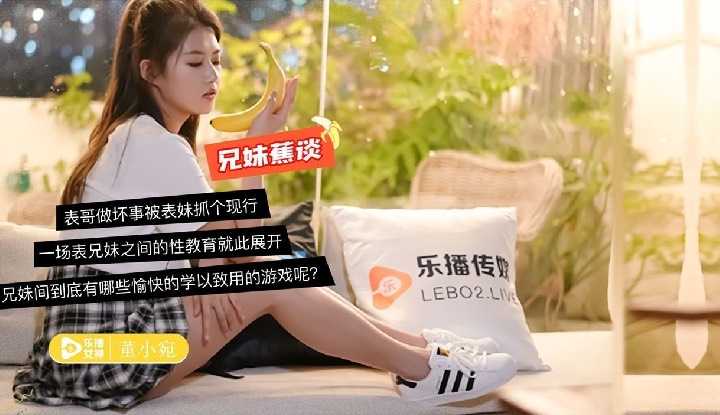 兄妹蕉谈
表哥做坏事被表妹抓个现行
一场表兄妹之间的性教育就此展开
兄妹间到底有哪些愉快的学以致用的游戏呢?
乐播传媒
LEBO2.LIVE
乐播
女神
董小宛